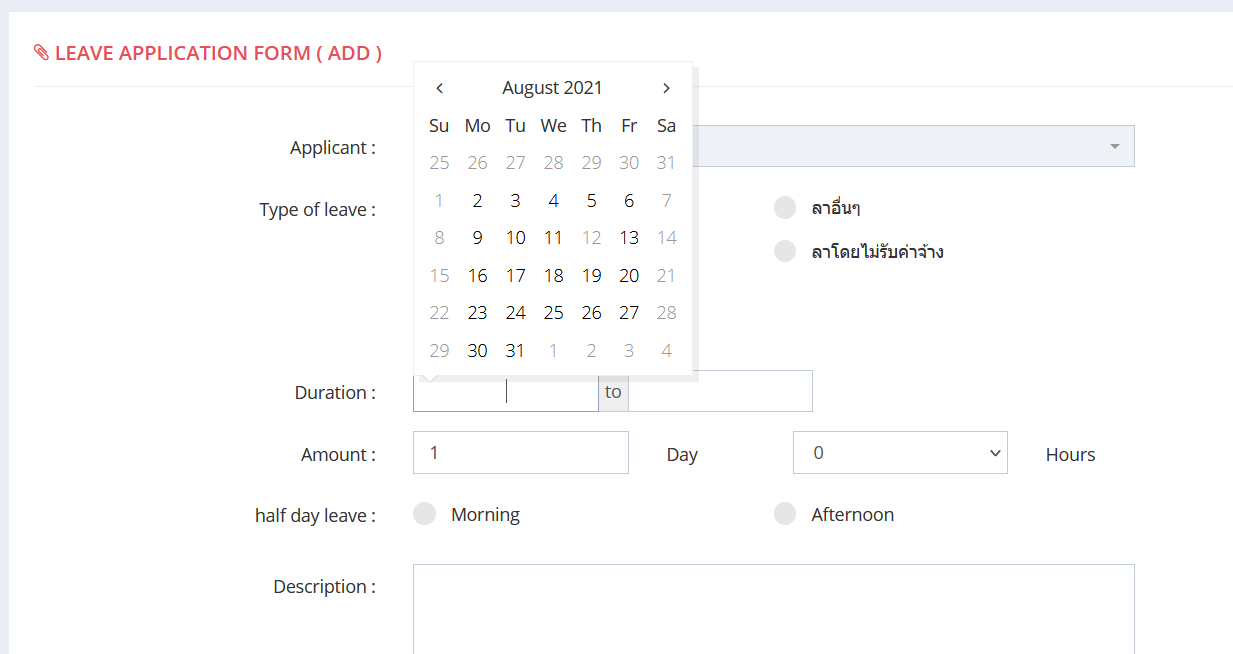 LEAVE APPLICATION FORM ( ADD )
August 2021
Su Mo Tu We Th Fr Sa
25 26 27 28 29 30 31
1 2 3 4 5 6 7
8 9 10 11 12 13 14
15 16 17 18 19 20 21
22 23 24 25 26 27 28
29 30 31 1 2 3 4
Applicant :
Type of leave :
ลาอื่นๆ
ลาโดยไม่รับค่าจ้าง
Duration :
to
Amount : 1 Day 0 Hours
half day leave : Morning Afternoon
Description :